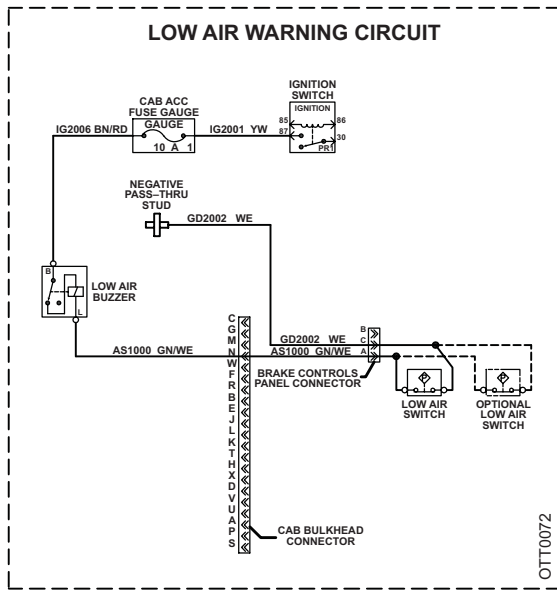 LOW AIR WARNING CIRCUIT
IGNITION
SWITCH
CAB ACC
FUSE GAUGE
GAUGE
10 A 1
IG2006 BN/RD
IG2001 YW
IGNITION
85
86
87
30
PR1
NEGATIVE
PASS–THRU
STUD
GD2002 WE
B
LOW AIR
BUZZER
L
AS1000 GN/WE
C
G
M
N
W
F
R
B
E
J
L
K
T
H
X
D
V
U
A
P
S
GD2002 WE
AS1000 GN/WE
B
C
A
BRAKE CONTROLS
PANEL CONNECTOR
P
LOW AIR
SWITCH
P
OPTIONAL
LOW AIR
SWITCH
CAB BULKHEAD
CONNECTOR
OTT0072